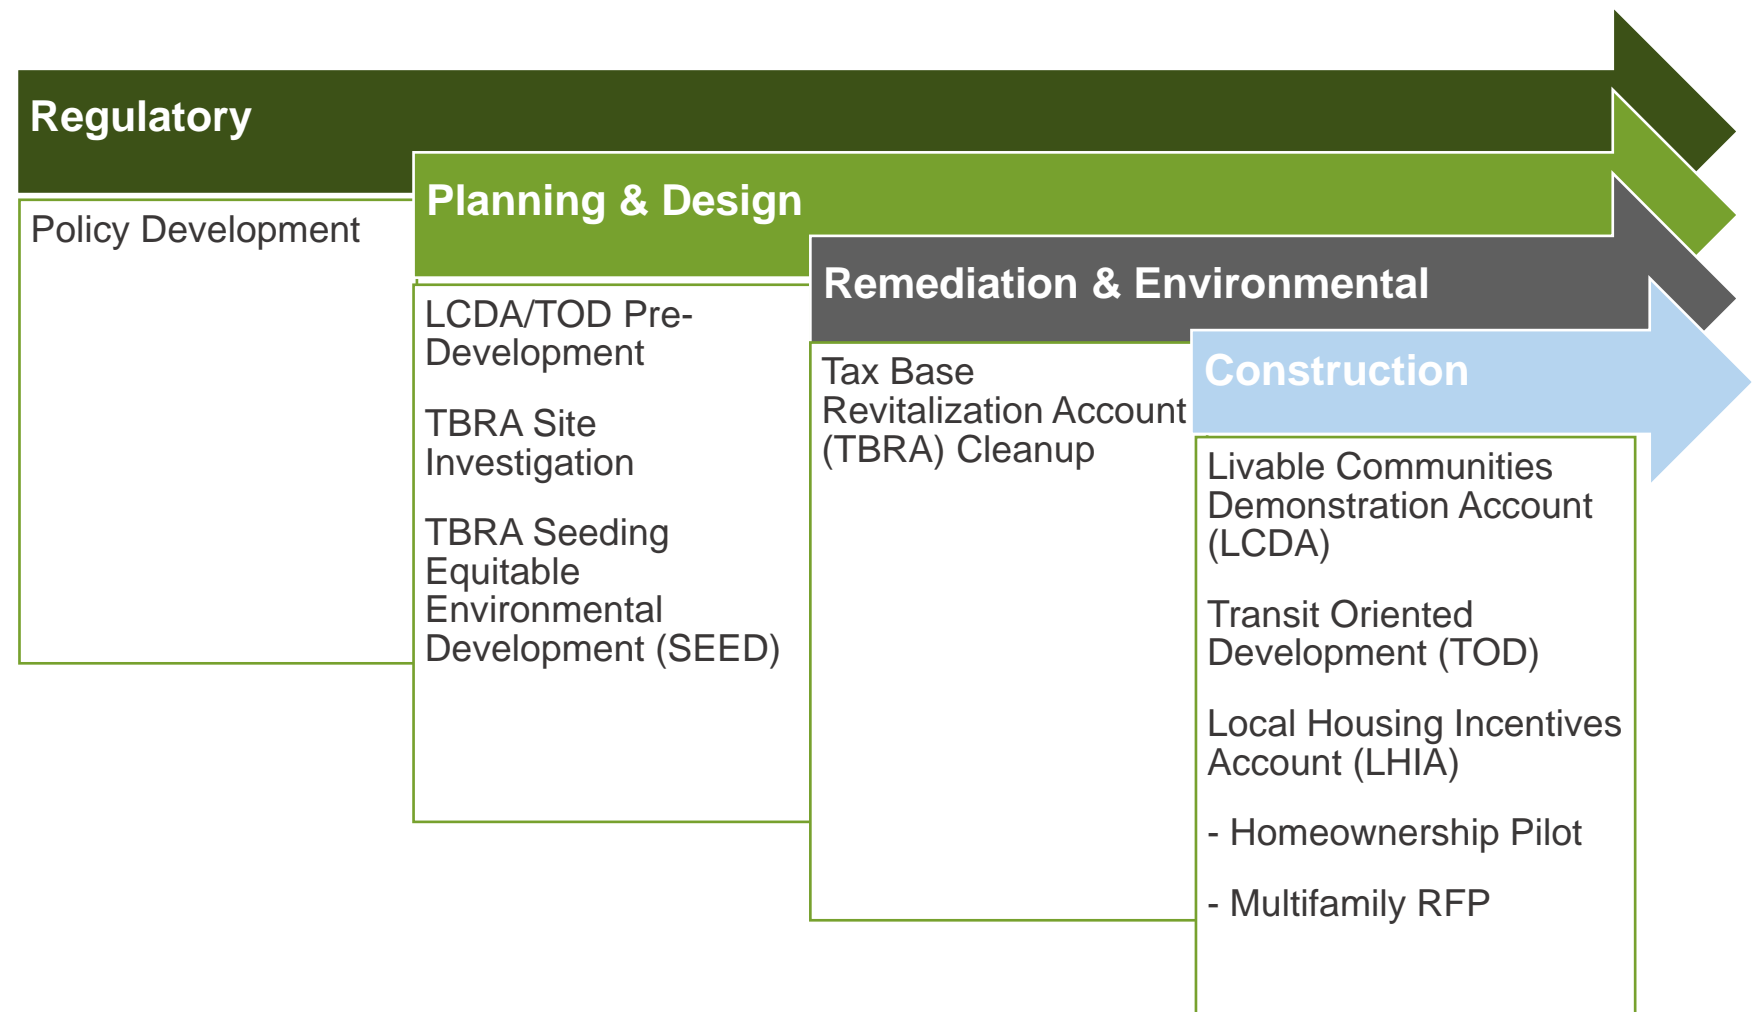 Regulatory
Policy Development
Planning & Design
LCDA/TOD Pre-
Development
TBRA Site
Investigation
TBRA Seeding
Equitable
Environmental
Development (SEED)
Remediation & Environmental
Tax Base
Revitalization Account
(TBRA) Cleanup
Construction
Livable Communities
Demonstration Account
(LCDA)
Transit Oriented
Development (TOD)
Local Housing Incentives
Account (LHIA)
- Homeownership Pilot
- Multifamily RFP